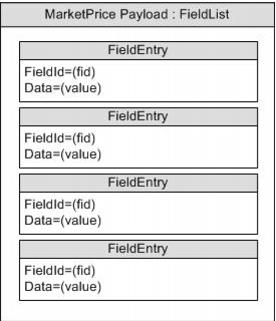 MarketPrice Payload : FieldList
FieldEntry
FieldId=(fid)
Data=(value)
FieldEntry
FieldId=(fid)
Data=(value)
FieldEntry
FieldId=(fid)
Data=(value)
FieldEntry
FieldId=(fid)
Data=(value)